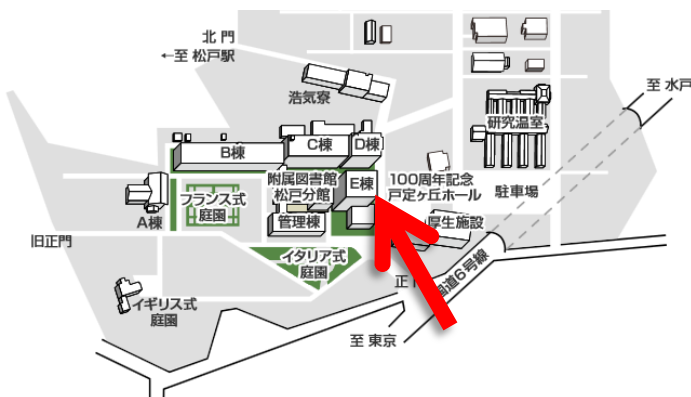 北 門
←至 松戸駅
浩気寮
至 水戸
研究温室
C棟
D棟
B棟
附属図書館
松戸分館
E棟
100周年記念
戸定ヶ丘ホール
駐車場
フランス式
庭園
A棟
管理棟
厚生施設
旧正門
イタリア式
庭園
正
国道6号線
イギリス式
庭園
至 東京